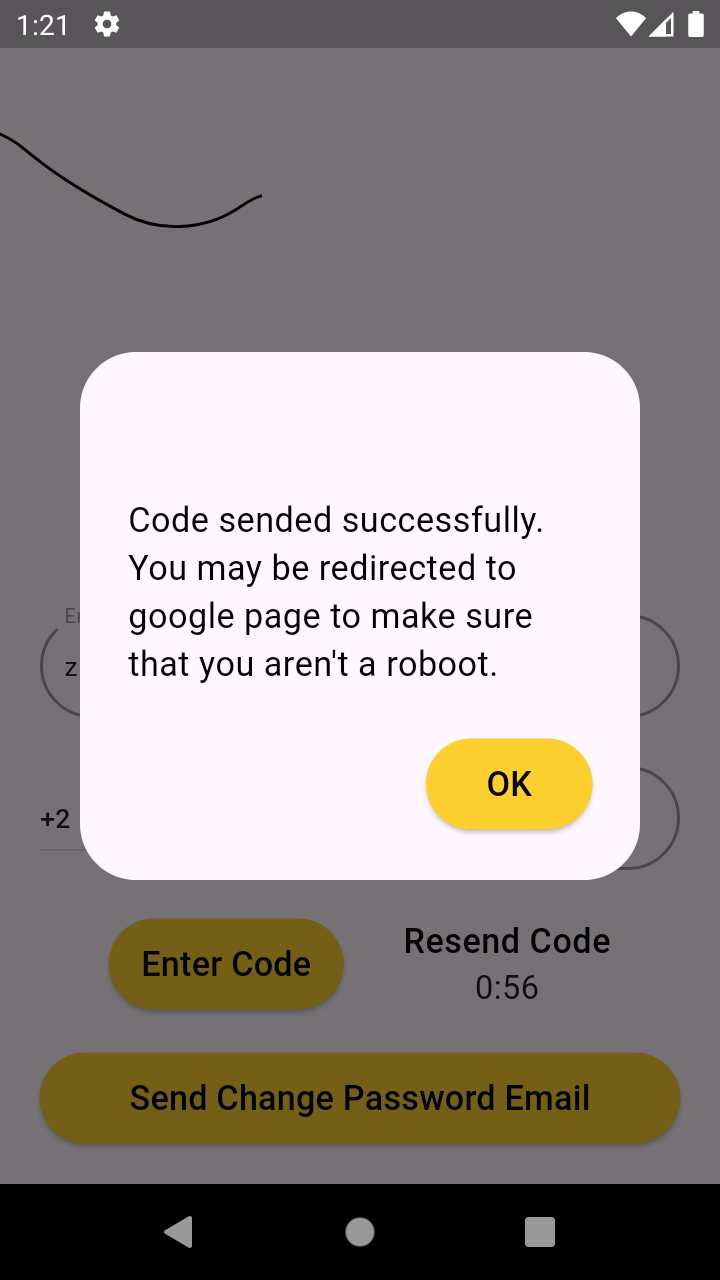 1:21
Code sended successfully.
You may be redirected to
google page to make sure
that you aren't a roboot.
OK
z
+2
Enter Code
Resend Code
0:56
Send Change Password Email